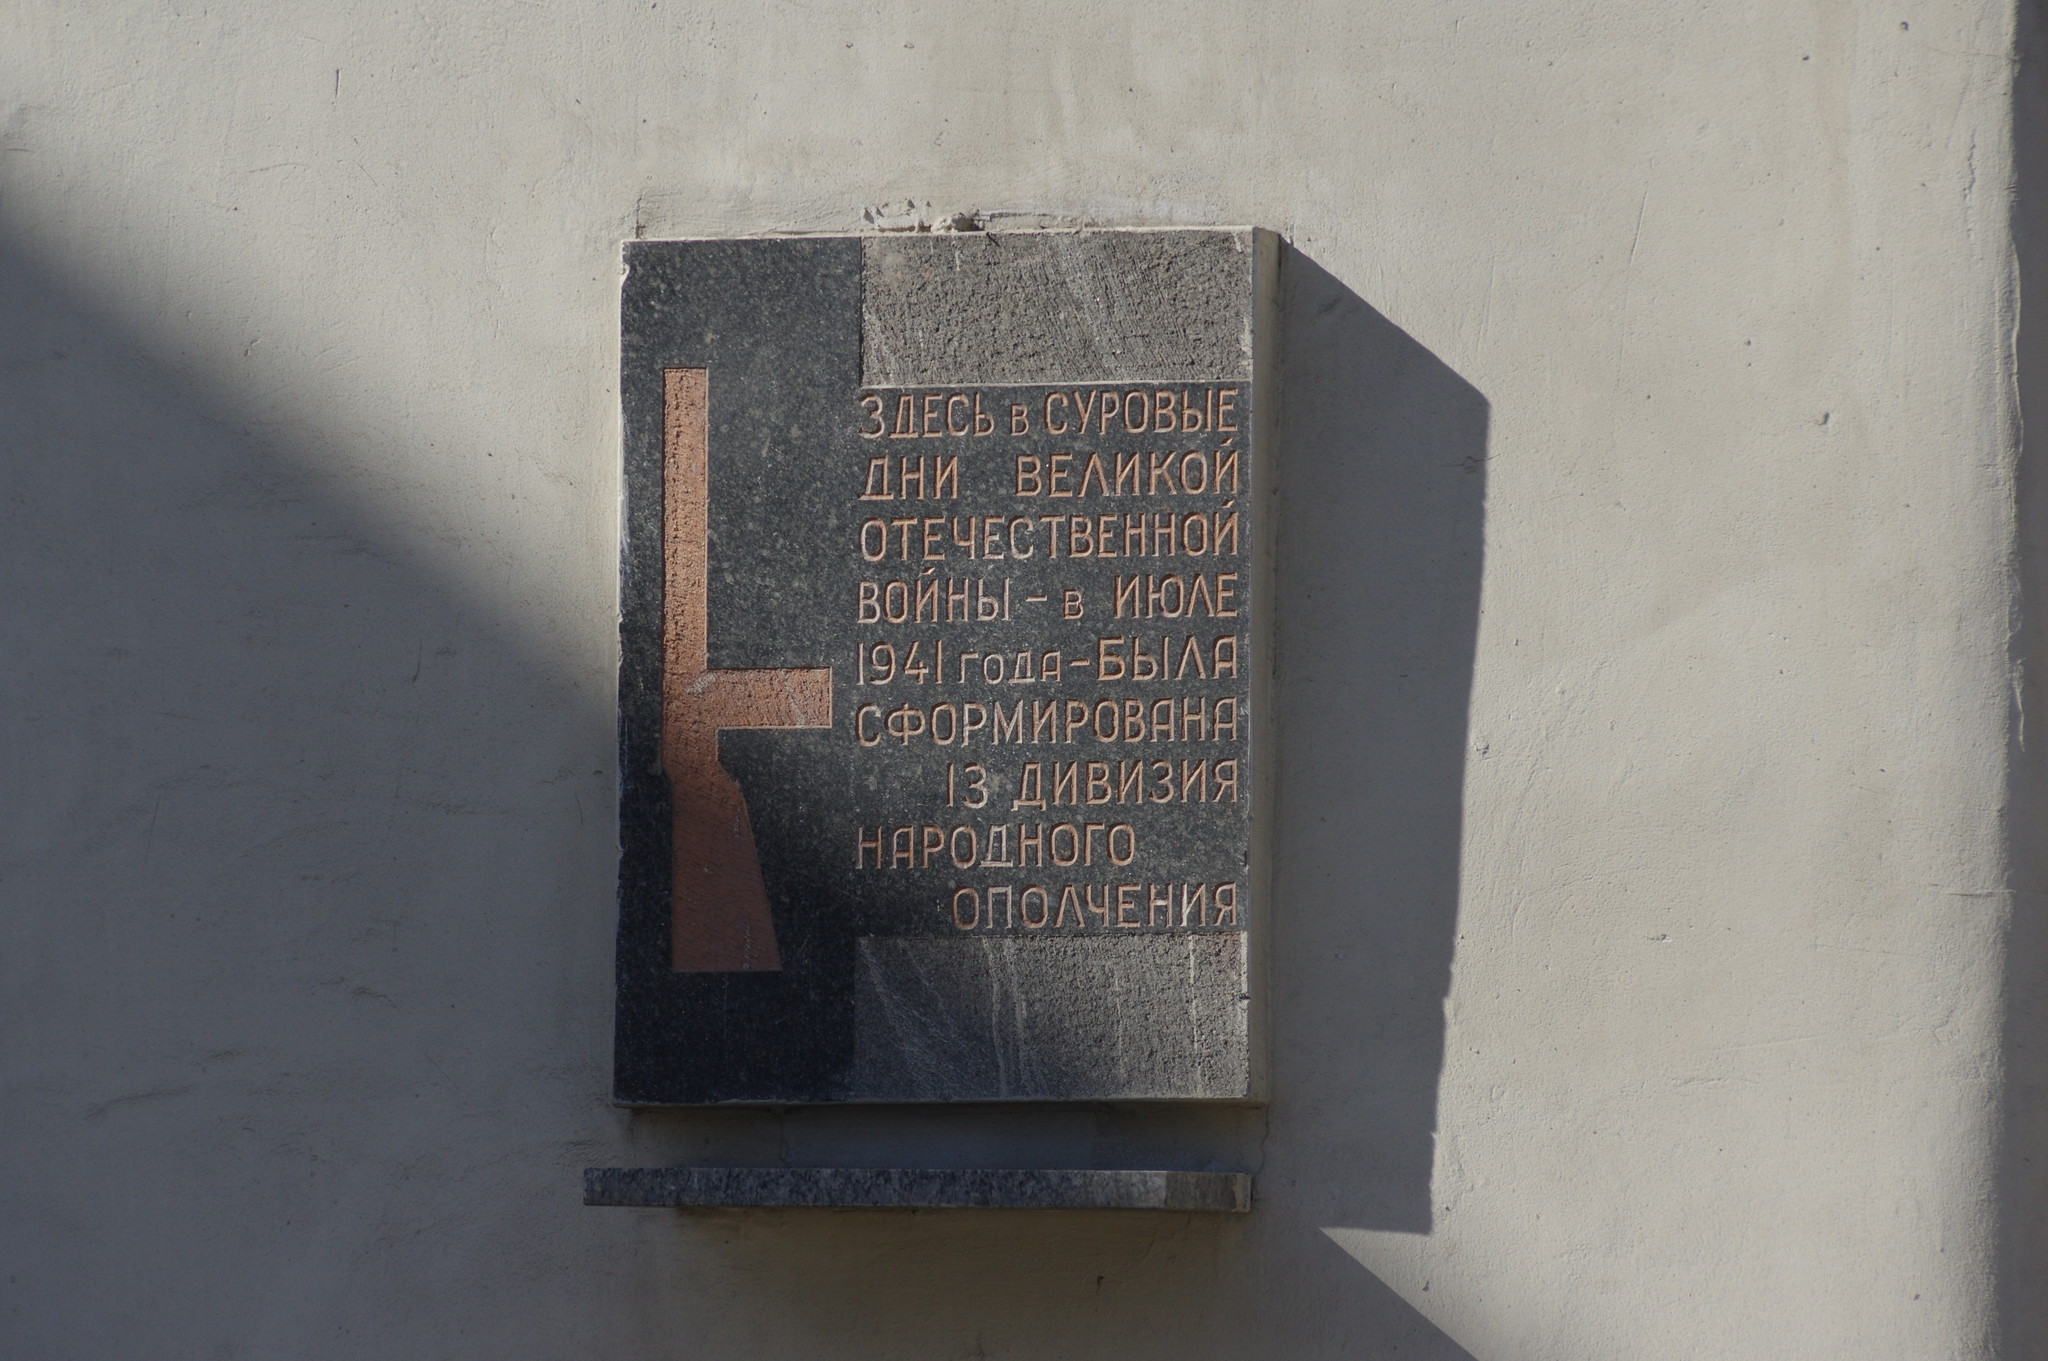 ЗДЕСЬ в СУРОВЫЕ
ДНИ ВЕЛИКОЙ
ОТЕЧЕСТВЕННОЙ
ВОЙНЫ – в ИЮЛЕ
1941 года – БЫЛА
СФОРМИРОВАНА
13 ДИВИЗИЯ
НАРОДНОГО
ОПОЛЧЕНИЯ